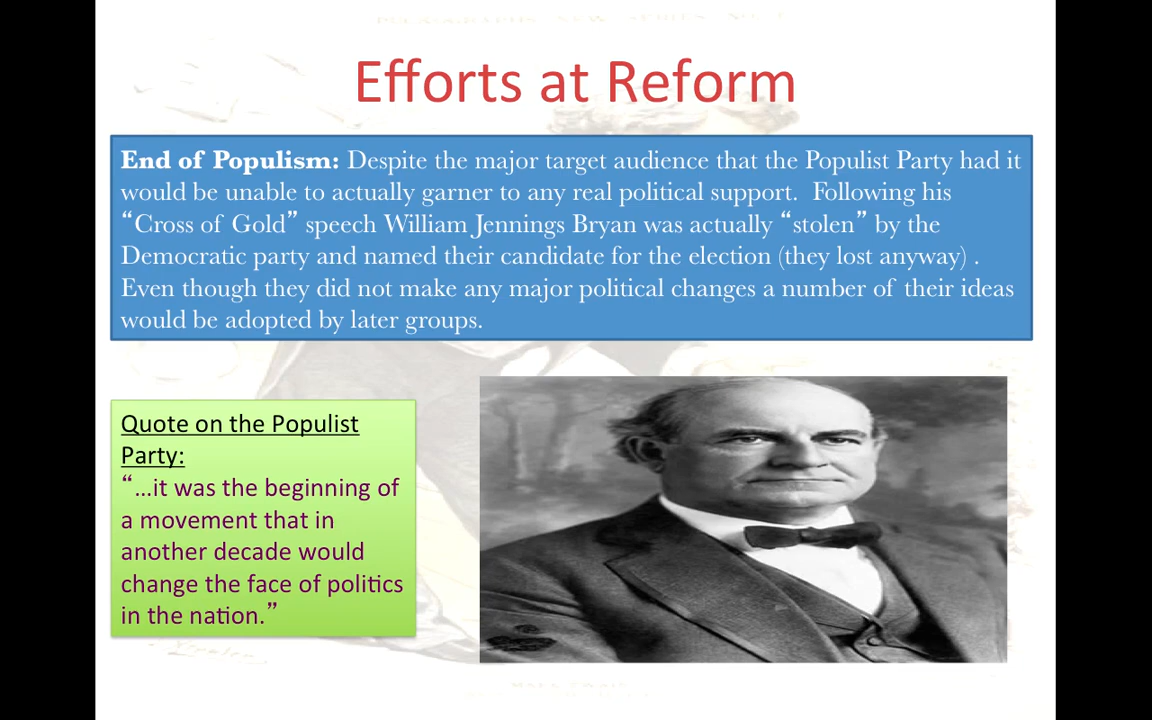 Efforts at Reform
End of Populism: Despite the major target audience that the Populist Party had it
would be unable to actually garner to any real political support.  Following his
“Cross of Gold” speech William Jennings Bryan was actually “stolen” by the
Democratic party and named their candidate for the election (they lost anyway) .
Even though they did not make any major political changes a number of their ideas
would be adopted by later groups.
Quote on the Populist
Party:
“…it was the beginning of
a movement that in
another decade would
change the face of politics
in the nation.”